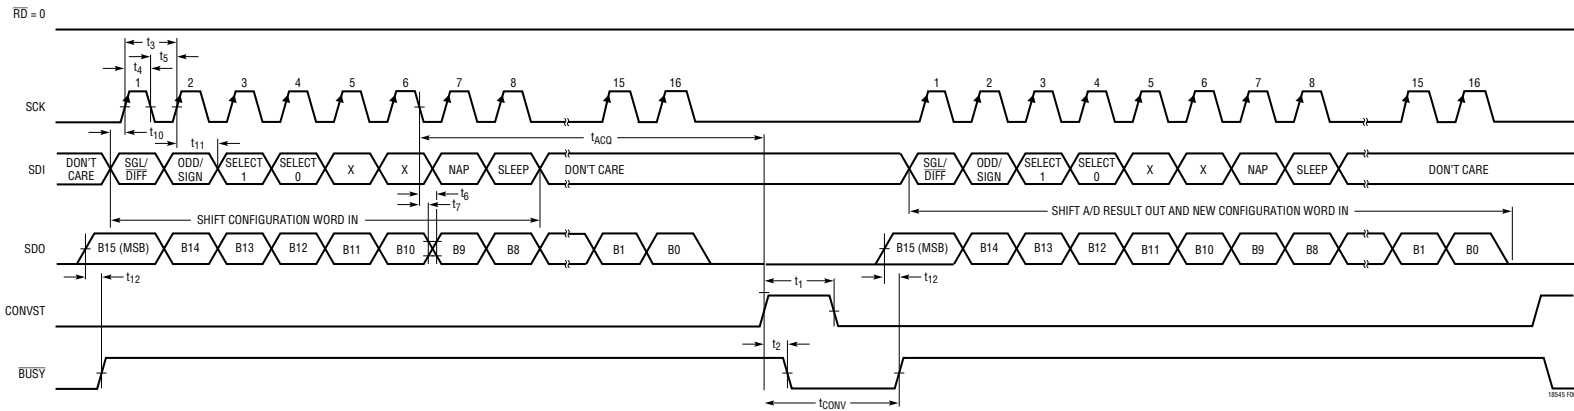 RD = 0
t3
t5
t4
1 2 3 4 5 6 7 8 15 16 1 2 3 4 5 6 7 8 15 16
SCK
t10
t11
tACQ
SDI
DON'T CARE
SGL/ DIFF
ODD/ SIGN
SELECT 1
SELECT 0
X
X
NAP
SLEEP
DON'T CARE
SGL/ DIFF
ODD/ SIGN
SELECT 1
SELECT 0
X
X
NAP
SLEEP
DON'T CARE
t6
t7
SHIFT CONFIGURATION WORD IN
SHIFT A/D RESULT OUT AND NEW CONFIGURATION WORD IN
SDO
B15 (MSB) B14 B13 B12 B11 B10 B9 B8 B1 B0
B15 (MSB) B14 B13 B12 B11 B10 B9 B8 B1 B0
t12
t1
t12
CONVST
t2
BUSY
tCONV